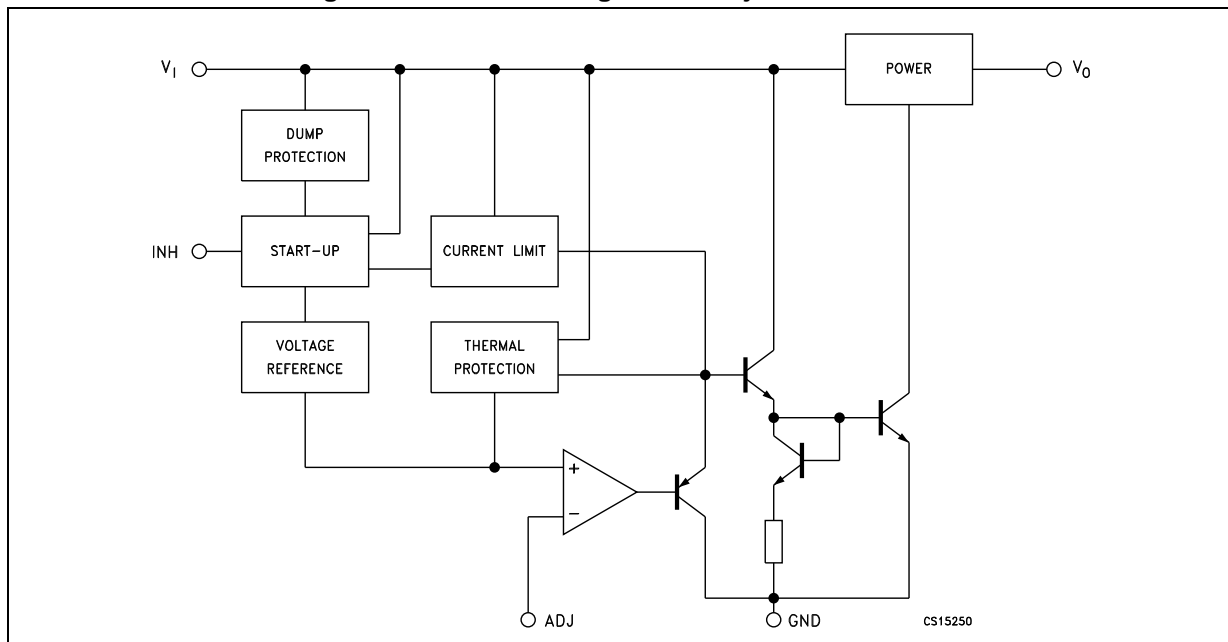 V_I
POWER
V_O
DUMP
PROTECTION
INH
START-UP
CURRENT LIMIT
VOLTAGE
REFERENCE
THERMAL
PROTECTION
+
−
ADJ
GND
CS15250